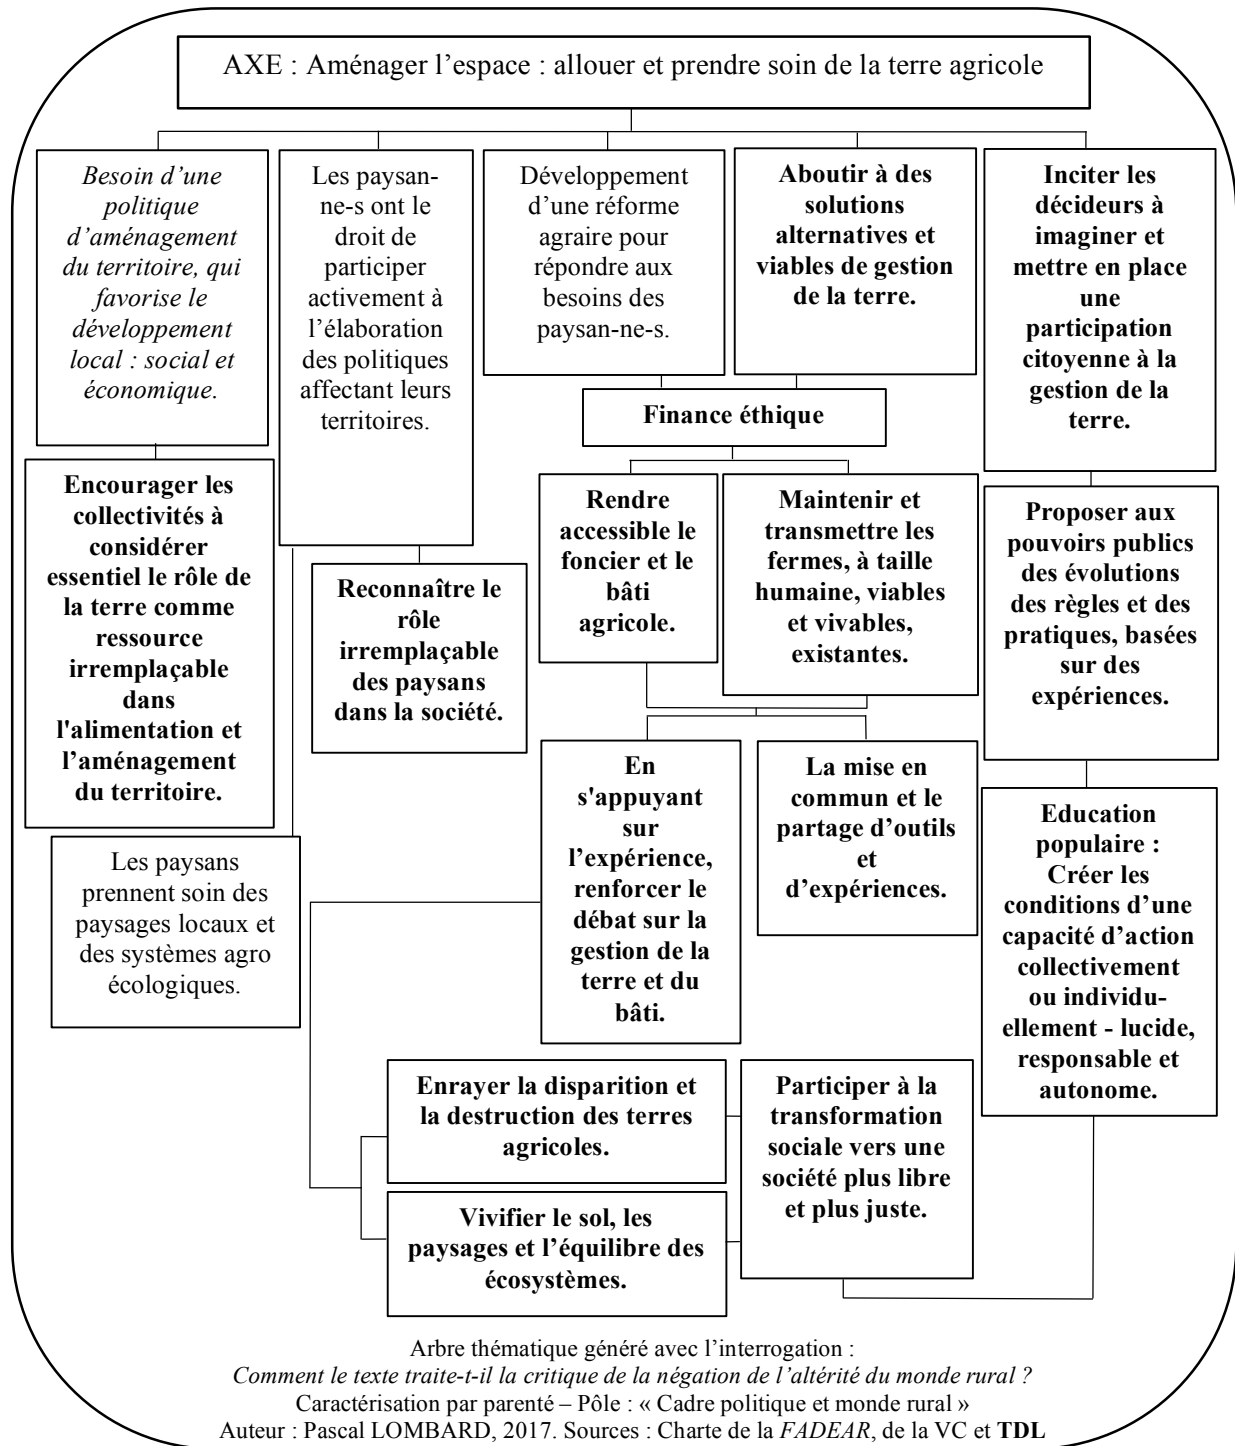 AXE : Aménager l’espace : allouer et prendre soin de la terre agricole
Besoin d’une
politique
d’aménagement
du territoire, qui
favorise le
développement
local : social et
économique.
Les paysan-
ne-s ont le
droit de
participer
activement à
l’élaboration
des politiques
affectant leurs
territoires.
Développement
d’une réforme
agraire pour
répondre aux
besoins des
paysan-ne-s.
Aboutir à des
solutions
alternatives et
viables de gestion
de la terre.
Inciter les
décideurs à
imaginer et
mettre en place
une
participation
citoyenne à la
gestion de la
terre.
Finance éthique
Encourager les
collectivités à
considérer
essentiel le rôle de
la terre comme
ressource
irremplaçable
dans
l'alimentation et
l’aménagement
du territoire.
Reconnaître le
rôle
irremplaçable
des paysans
dans la société.
Rendre
accessible le
foncier et le
bâti
agricole.
Maintenir et
transmettre les
fermes, à taille
humaine, viables
et vivables,
existantes.
Proposer aux
pouvoirs publics
des évolutions
des règles et des
pratiques, basées
sur des
expériences.
Les paysans
prennent soin des
paysages locaux et
des systèmes agro
écologiques.
En
s'appuyant
sur
l’expérience,
renforcer le
débat sur la
gestion de la
terre et du
bâti.
La mise en
commun et le
partage d’outils
et
d’expériences.
Education
populaire :
Créer les
conditions d’une
capacité d’action
collectivement
ou individu-
ellement - lucide,
responsable et
autonome.
Enrayer la disparition et
la destruction des terres
agricoles.
Participer à la
transformation
sociale vers une
société plus libre
et plus juste.
Vivifier le sol, les
paysages et l’équilibre des
écosystèmes.
Arbre thématique généré avec l’interrogation :
Comment le texte traite-t-il la critique de la négation de l’altérité du monde rural ?
Caractérisation par parenté – Pôle : « Cadre politique et monde rural »
Auteur : Pascal LOMBARD, 2017. Sources : Charte de la FADEAR, de la VC et TDL